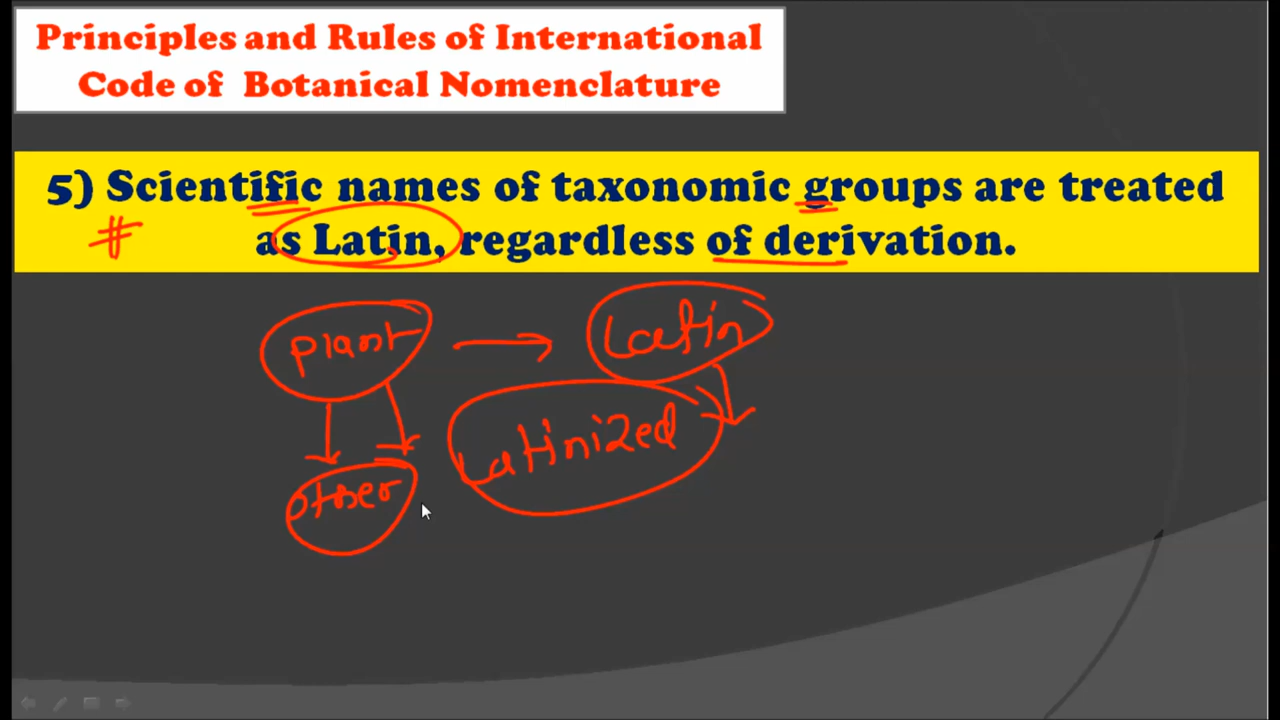 Principles and Rules of International
Code of Botanical Nomenclature
5) Scientific names of taxonomic groups are treated
# as Latin, regardless of derivation.
plant → Latin
Latinized
other